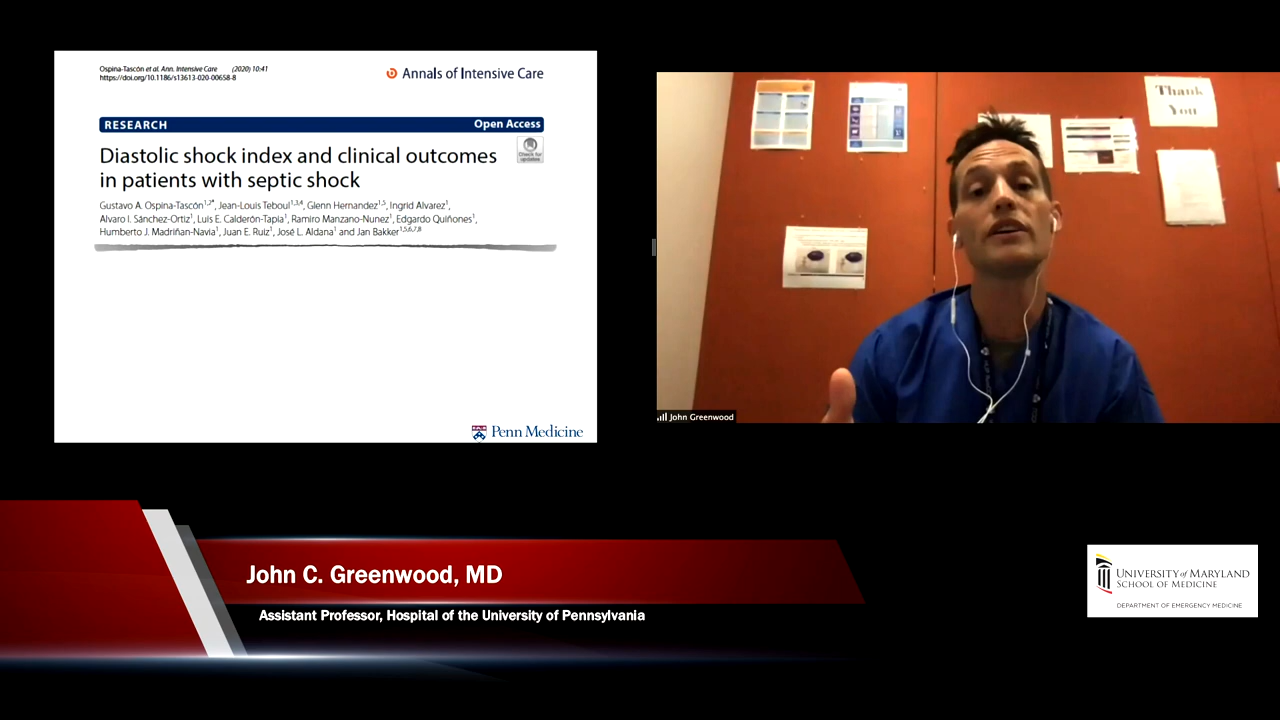 Ospina-Tascón et al. Ann. Intensive Care (2020) 10:41
https://doi.org/10.1186/s13613-020-00658-8
Annals of Intensive Care
RESEARCH Open Access
Diastolic shock index and clinical outcomes
in patients with septic shock
Check for
updates
Gustavo A. Ospina-Tascón1,2*, Jean-Louis Teboul1,3,4, Glenn Hernandez1,5, Ingrid Alvarez1,
Alvaro I. Sánchez-Ortiz1, Luis E. Calderón-Tapia1, Ramiro Manzano-Nunez1, Edgardo Quiñones1,
Humberto J. Madriñan-Navia1, Juan E. Ruiz1, José L. Aldana1 and Jan Bakker1,5,6,7,8
Penn Medicine
Thank
You
John Greenwood
John C. Greenwood, MD
Assistant Professor, Hospital of the University of Pennsylvania
UNIVERSITY of MARYLAND
SCHOOL OF MEDICINE
DEPARTMENT OF EMERGENCY MEDICINE